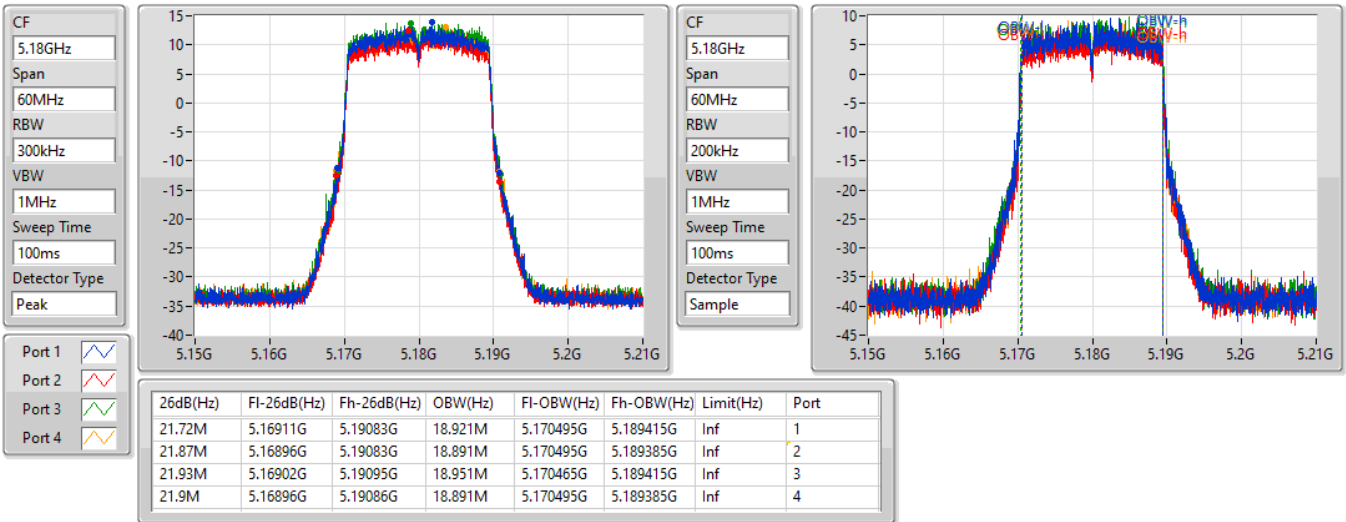 CF
5.18GHz
Span
60MHz
RBW
300kHz
VBW
1MHz
Sweep Time
100ms
Detector Type
Peak
15
10
5
0
-5
-10
-15
-20
-25
-30
-35
-40
5.15G 5.16G 5.17G 5.18G 5.19G 5.2G 5.21G
CF
5.18GHz
Span
60MHz
RBW
200kHz
VBW
1MHz
Sweep Time
100ms
Detector Type
Sample
10
5
0
-5
-10
-15
-20
-25
-30
-35
-40
-45
OBW-h
OBW-h
5.15G 5.16G 5.17G 5.18G 5.19G 5.2G 5.21G
Port 1
Port 2
Port 3
Port 4
26dB(Hz) Fl-26dB(Hz) Fh-26dB(Hz) OBW(Hz) Fl-OBW(Hz) Fh-OBW(Hz) Limit(Hz) Port
21.72M 5.16911G 5.19083G 18.921M 5.170495G 5.189415G Inf 1
21.87M 5.16896G 5.19083G 18.891M 5.170495G 5.189385G Inf 2
21.93M 5.16902G 5.19095G 18.951M 5.170465G 5.189415G Inf 3
21.9M 5.16896G 5.19086G 18.891M 5.170495G 5.189385G Inf 4